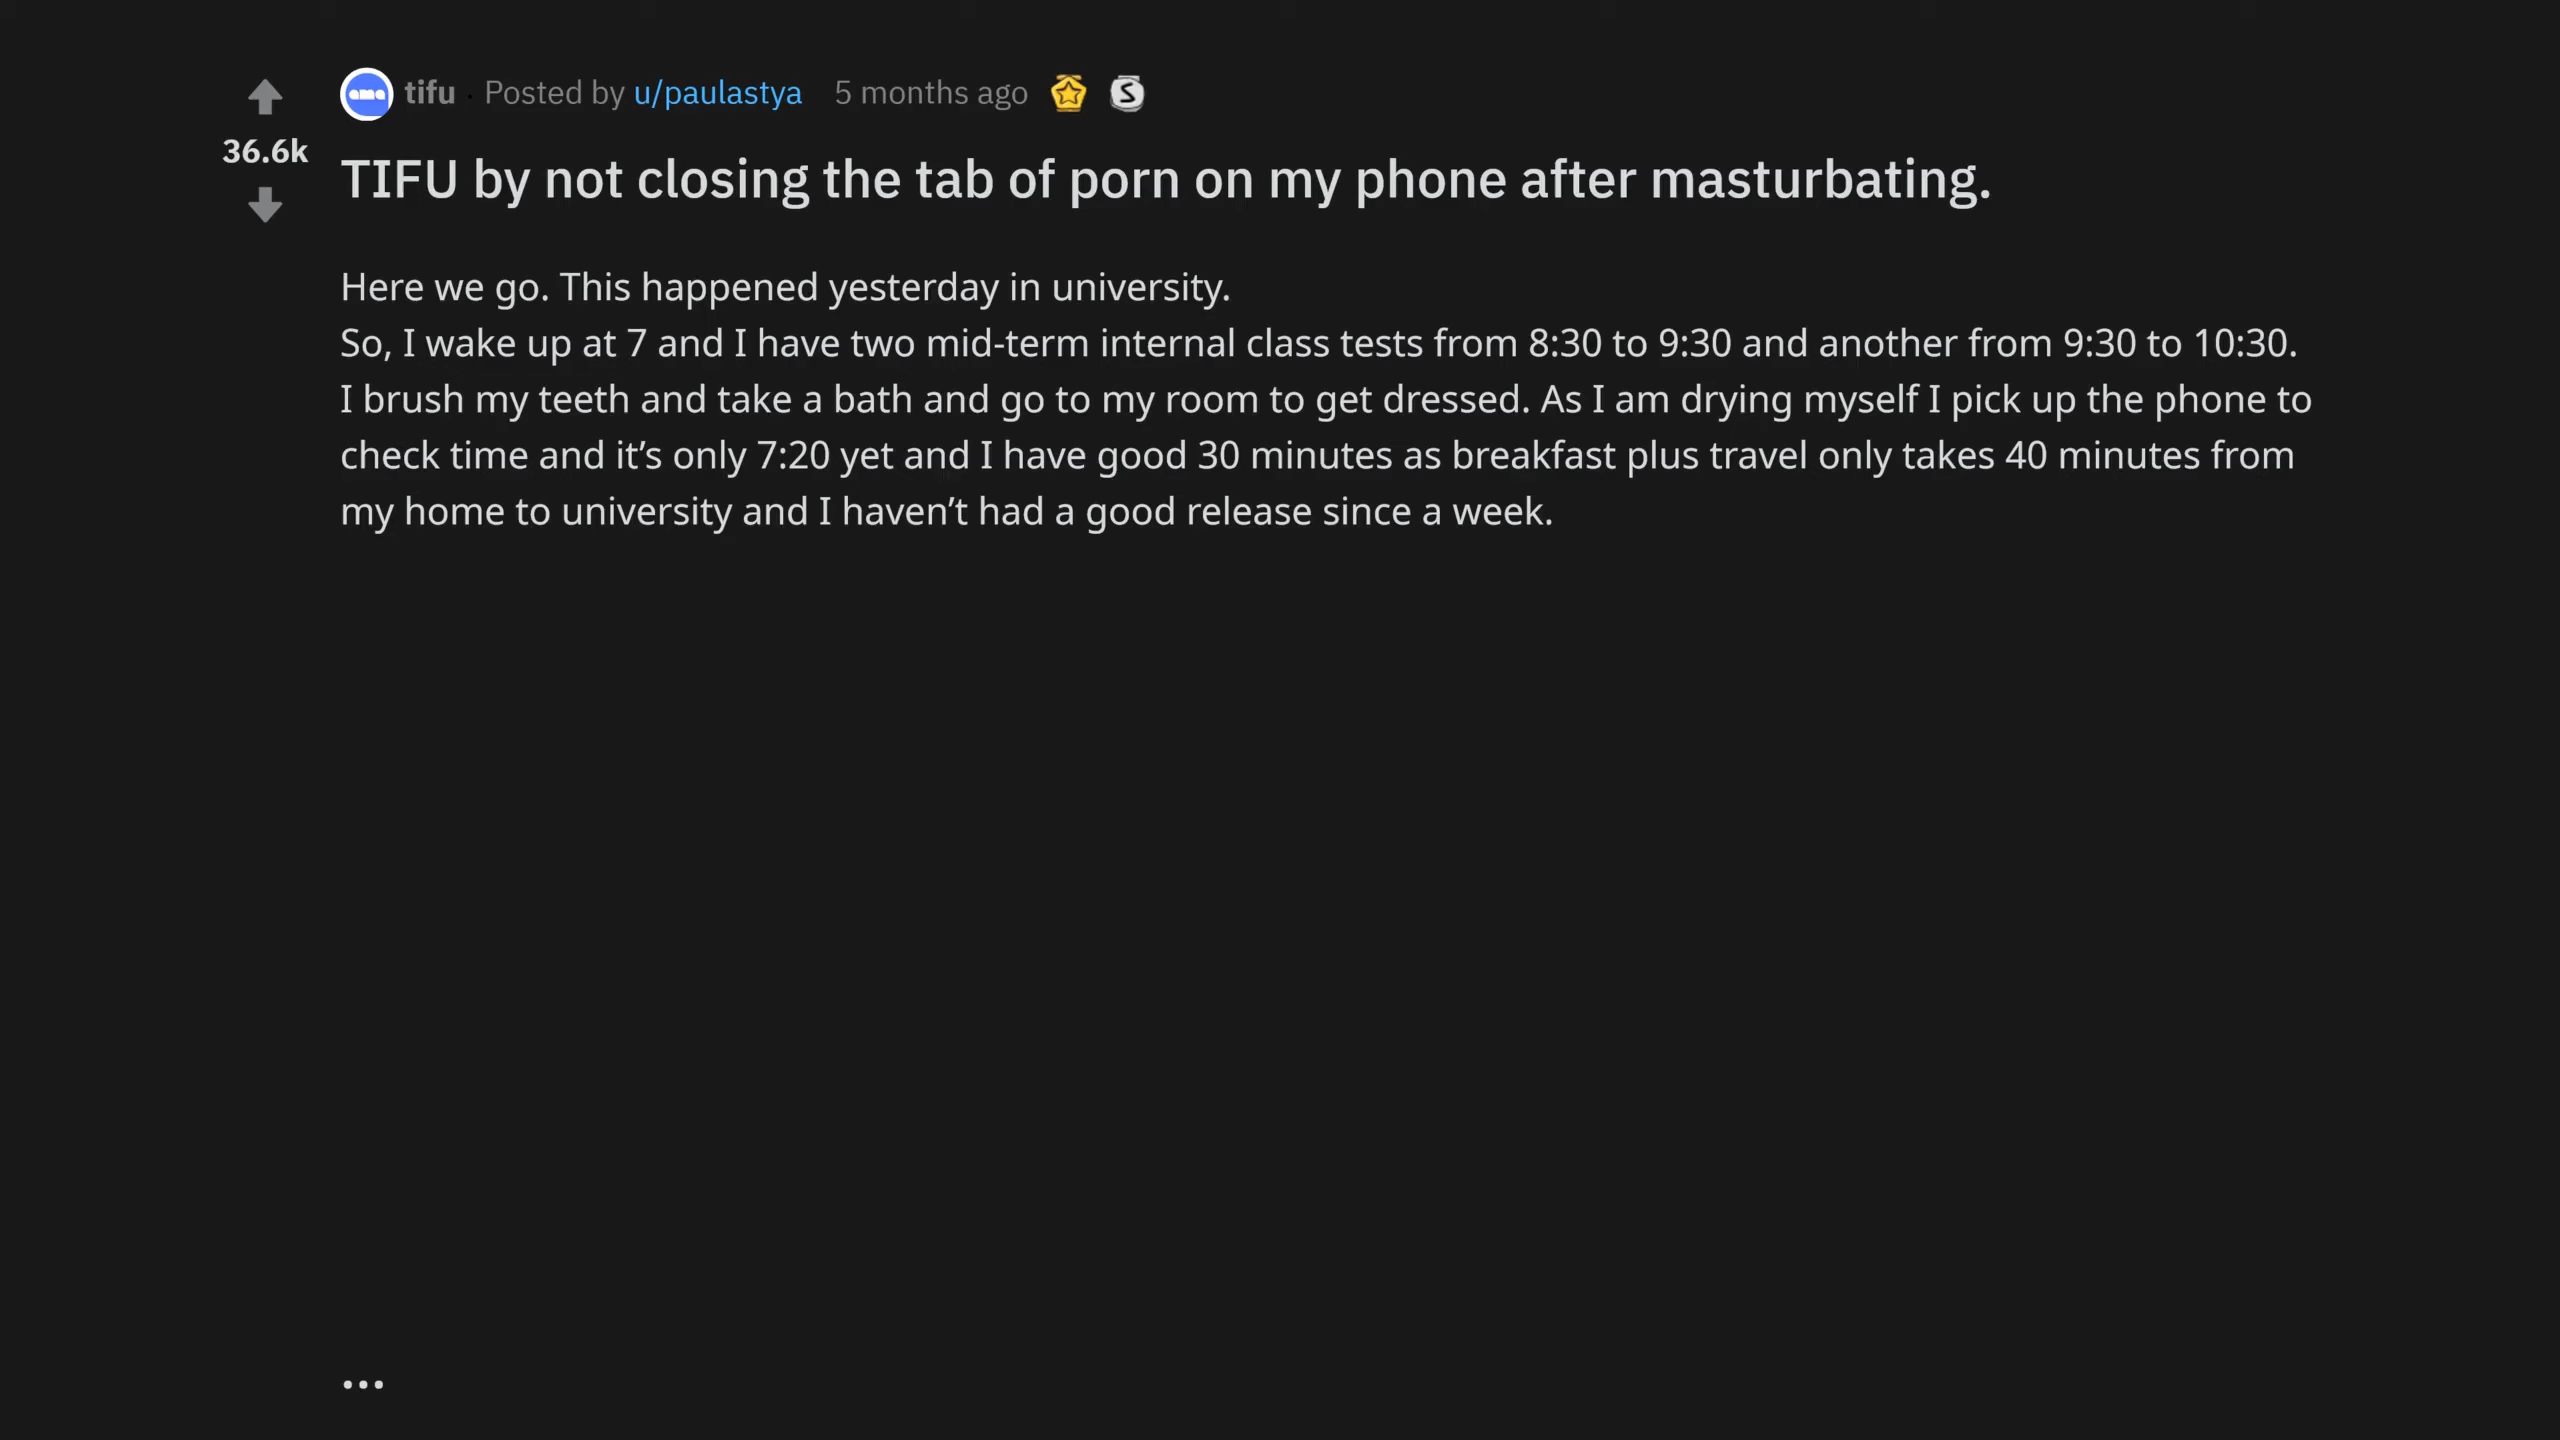 tifu · Posted by u/paulastya 5 months ago
36.6k
TIFU by not closing the tab of porn on my phone after masturbating.
Here we go. This happened yesterday in university.
So, I wake up at 7 and I have two mid-term internal class tests from 8:30 to 9:30 and another from 9:30 to 10:30.
I brush my teeth and take a bath and go to my room to get dressed. As I am drying myself I pick up the phone to
check time and it’s only 7:20 yet and I have good 30 minutes as breakfast plus travel only takes 40 minutes from
my home to university and I haven’t had a good release since a week.
...